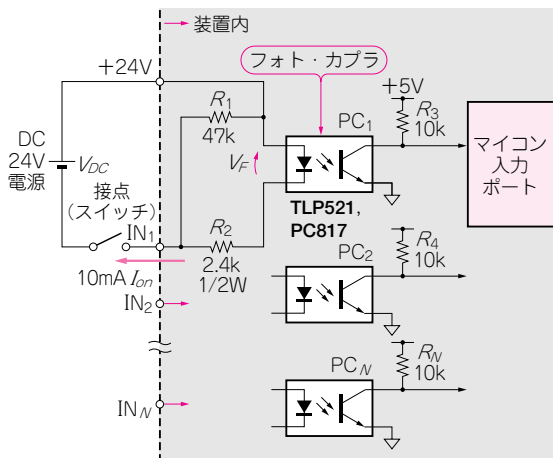 装置内
+24V
フォト・カプラ
+5V
R1
47k
PC1
R3
10k
マイコン
入力
ポート
DC
24V
電源
VDC
VF
接点
(スイッチ)
IN1
R2
2.4k
1/2W
TLP521,
PC817
10mA Ion
PC2
R4
10k
IN2
PCN
RN
10k
INN